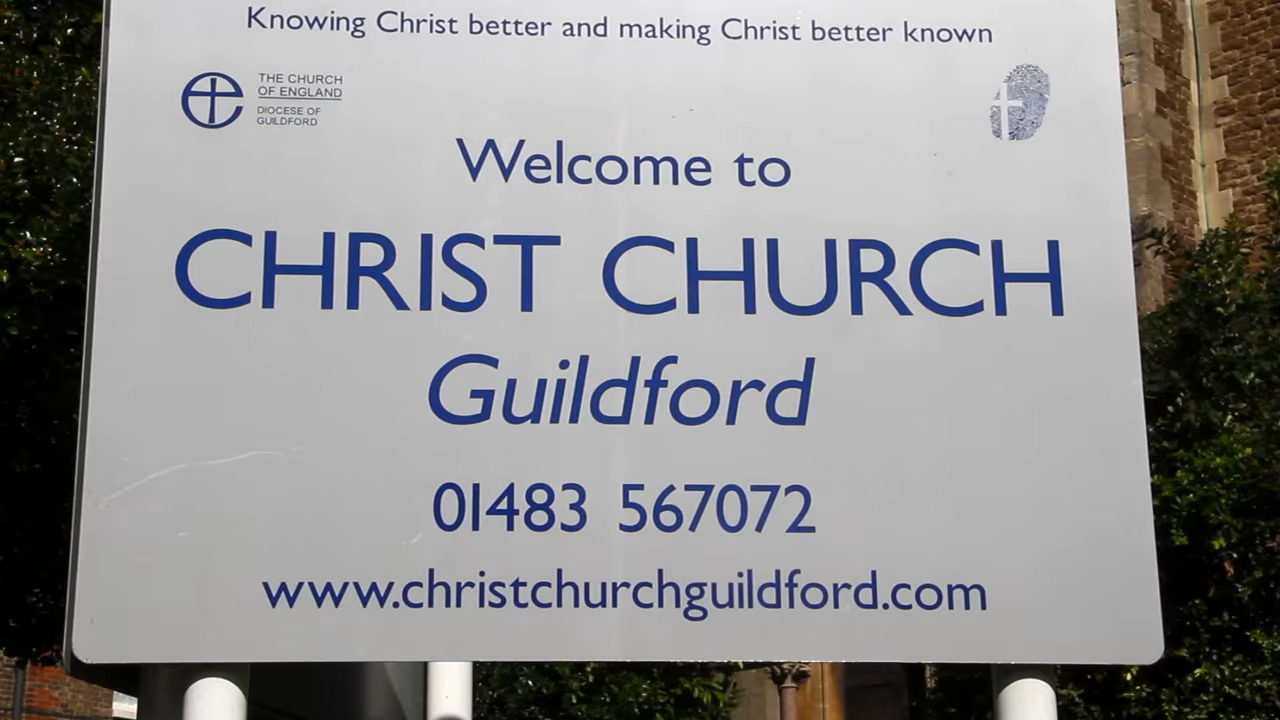 Knowing Christ better and making Christ better known
THE CHURCH
OF ENGLAND
DIOCESE OF
GUILDFORD
Welcome to
CHRIST CHURCH
Guildford
01483 567072
www.christchurchguildford.com